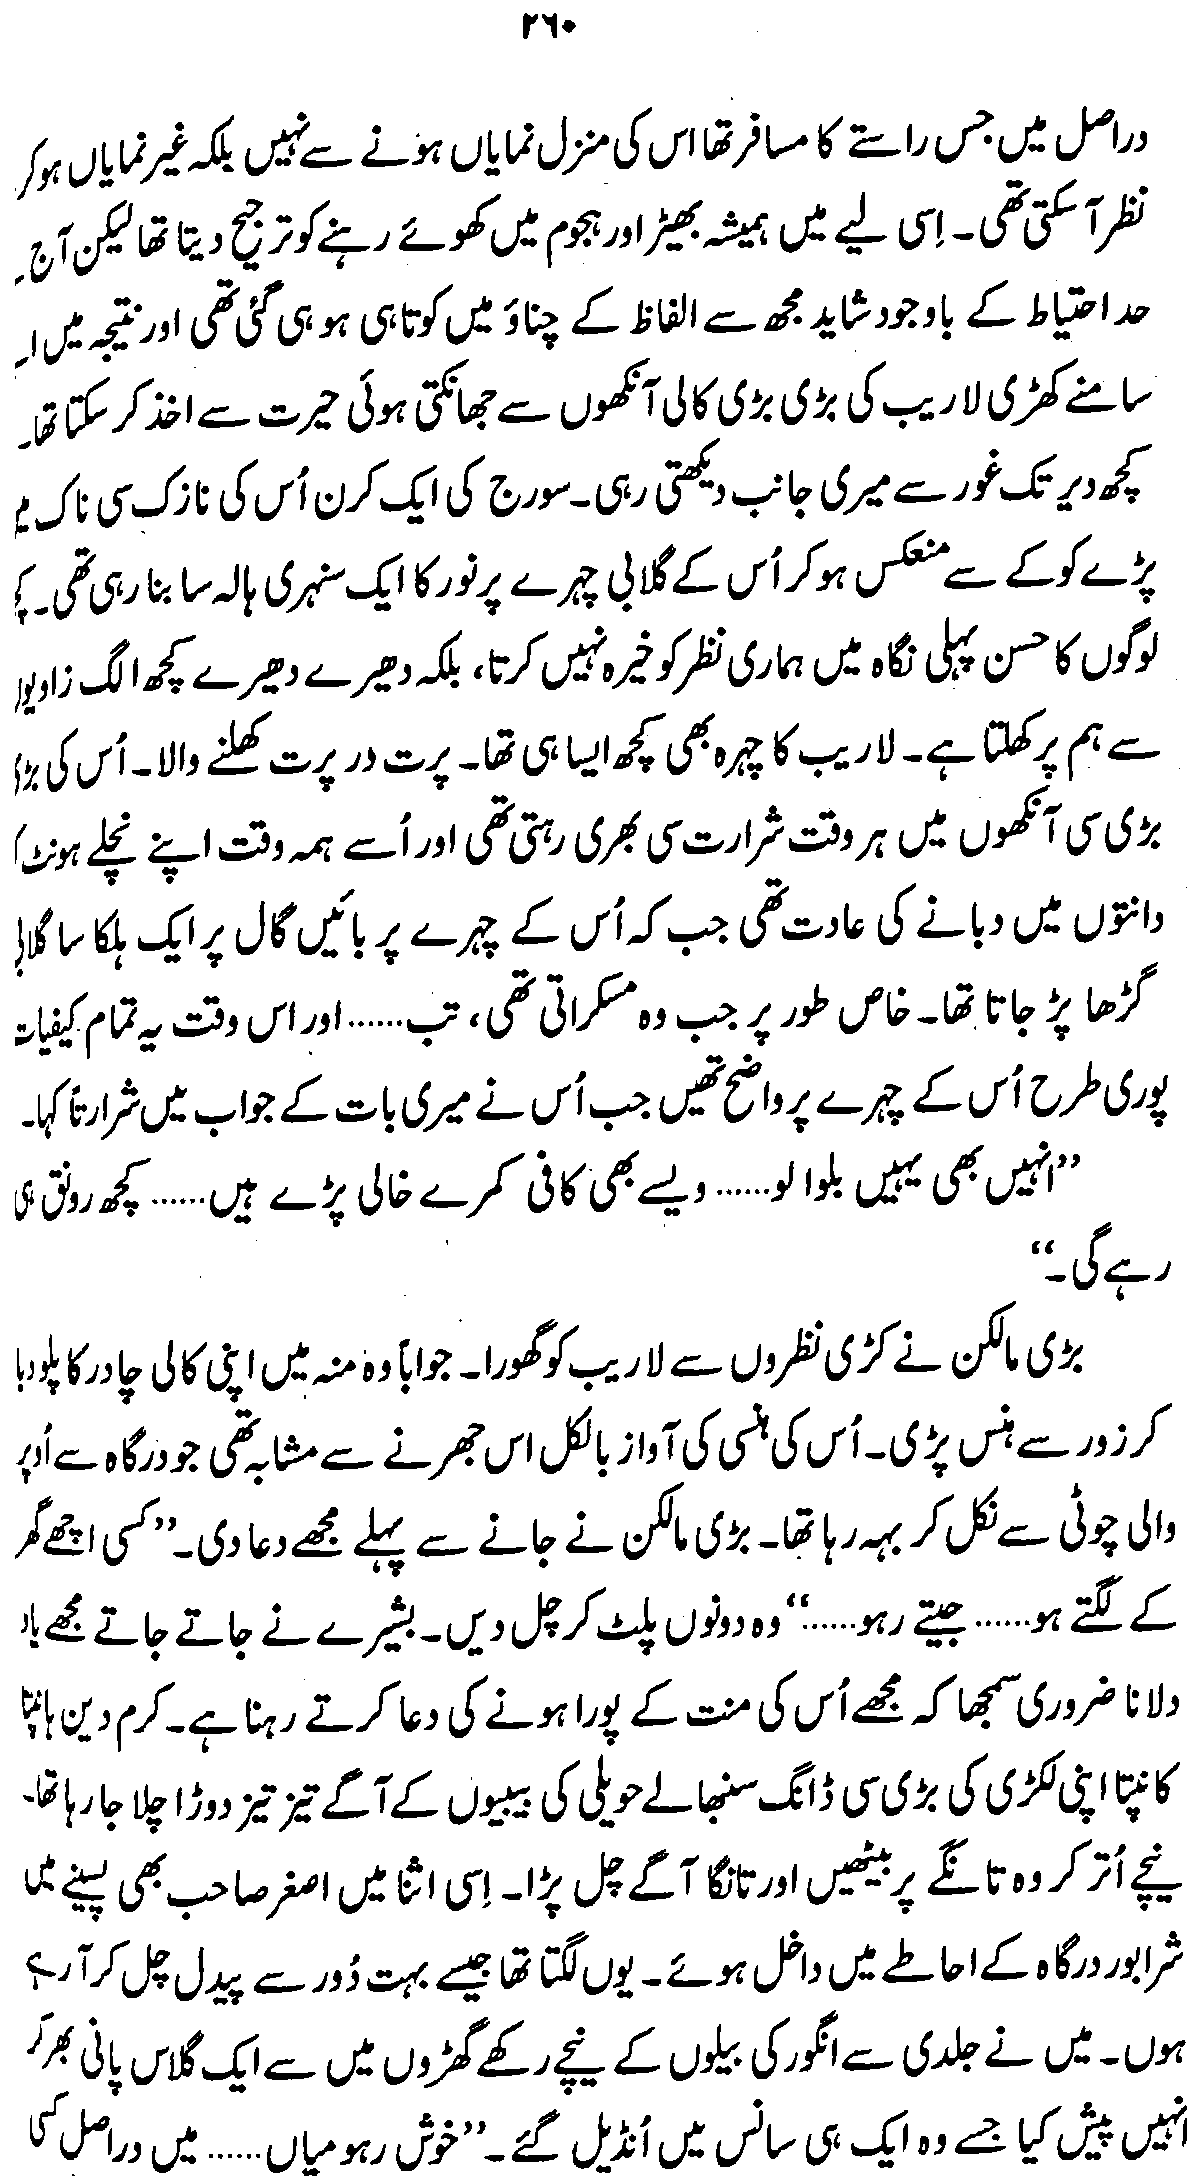 ۲۶۰
دراصل میں جس راستے کا مسافر تھا اس کی منزل نمایاں ہونے سے نہیں بلکہ غیر نمایاں ہو کر
نظر آ سکتی تھی۔ اِسی لیے میں ہمیشہ بھیڑ اور ہجوم میں کھوئے رہنے کو ترجیح دیتا تھا لیکن آج
حد احتیاط کے باوجود شاید مجھ سے الفاظ کے چناؤ میں کوتاہی ہو ہی گئی تھی اور نتیجہ میں
سامنے کھڑی لاریب کی بڑی بڑی کالی آنکھوں سے جھانکتی ہوئی حیرت سے اخذ کر سکتا تھا۔
کچھ دیر تک غور سے میری جانب دیکھتی رہی۔ سورج کی ایک کرن اُس کی نازک سی ناک
پڑے کوکے سے منعکس ہو کر اُس کے گلابی چہرے پر نور کا ایک سنہری ہالہ سا بنا رہی تھی۔
لوگوں کا حسن پہلی نگاہ میں ہماری نظر کو خیرہ نہیں کرتا، بلکہ دھیرے دھیرے کچھ الگ زاویوں
سے ہم پر کھلتا ہے۔ لاریب کا چہرہ بھی کچھ ایسا ہی تھا۔ پرت در پرت کھلنے والا۔ اُس کی بڑی
بڑی سی آنکھوں میں ہر وقت شرارت سی بھری رہتی تھی اور اُسے ہمہ وقت اپنے نچلے ہونٹ
دانتوں میں دبانے کی عادت تھی جب کہ اُس کے چہرے پر بائیں گال پر ایک ہلکا سا گلابی
گڑھا پڑ جاتا تھا۔ خاص طور پر جب وہ مسکراتی تھی، تب...... اور اس وقت یہ تمام کیفیات
پوری طرح اُس کے چہرے پر واضح تھیں جب اُس نے میری بات کے جواب میں شرارتاً کہا۔
”انہیں بھی یہیں بلوا لو...... ویسے بھی کافی کمرے خالی پڑے ہیں...... کچھ رونق ہی
رہے گی۔“
بڑی مالکن نے کڑی نظروں سے لاریب کو گھورا۔ جواباً وہ منہ میں اپنی کالی چادر کا پلو دبا
کر زور سے ہنس پڑی۔ اُس کی ہنسی کی آواز بالکل اس جھرنے سے مشابہ تھی جو درگاہ سے اُوپر
والی چوٹی سے نکل کر بہہ رہا تھا۔ بڑی مالکن نے جانے سے پہلے مجھے دعا دی۔ ”کسی اچھے گھر
کے لگتے ہو...... جیتے رہو......“ وہ دونوں پلٹ کر چل دیں۔ بشیرے نے جاتے جاتے مجھے یاد
دلانا ضروری سمجھا کہ مجھے اُس کی منت کے پورا ہونے کی دعا کرتے رہنا ہے۔ کرم دین ہانپتا
کانپتا اپنی لکڑی کی بڑی سی ڈانگ سنبھالے حویلی کی بیبیوں کے آگے تیز تیز دوڑا چلا جا رہا تھا۔
نیچے اُتر کر وہ تانگے پر بیٹھیں اور تانگا آگے چل پڑا۔ اِسی اثنا میں اصغر صاحب بھی پسینے میں
شرابور درگاہ کے احاطے میں داخل ہوئے۔ یوں لگتا تھا جیسے بہت دُور سے پیدل چل کر آ رہے
ہوں۔ میں نے جلدی سے انگور کی بیلوں کے نیچے رکھے گھڑوں میں سے ایک گلاس پانی بھر کر
انہیں پیش کیا جسے وہ ایک ہی سانس میں اُنڈیل گئے۔ ”خوش رہو میاں...... میں دراصل کسی